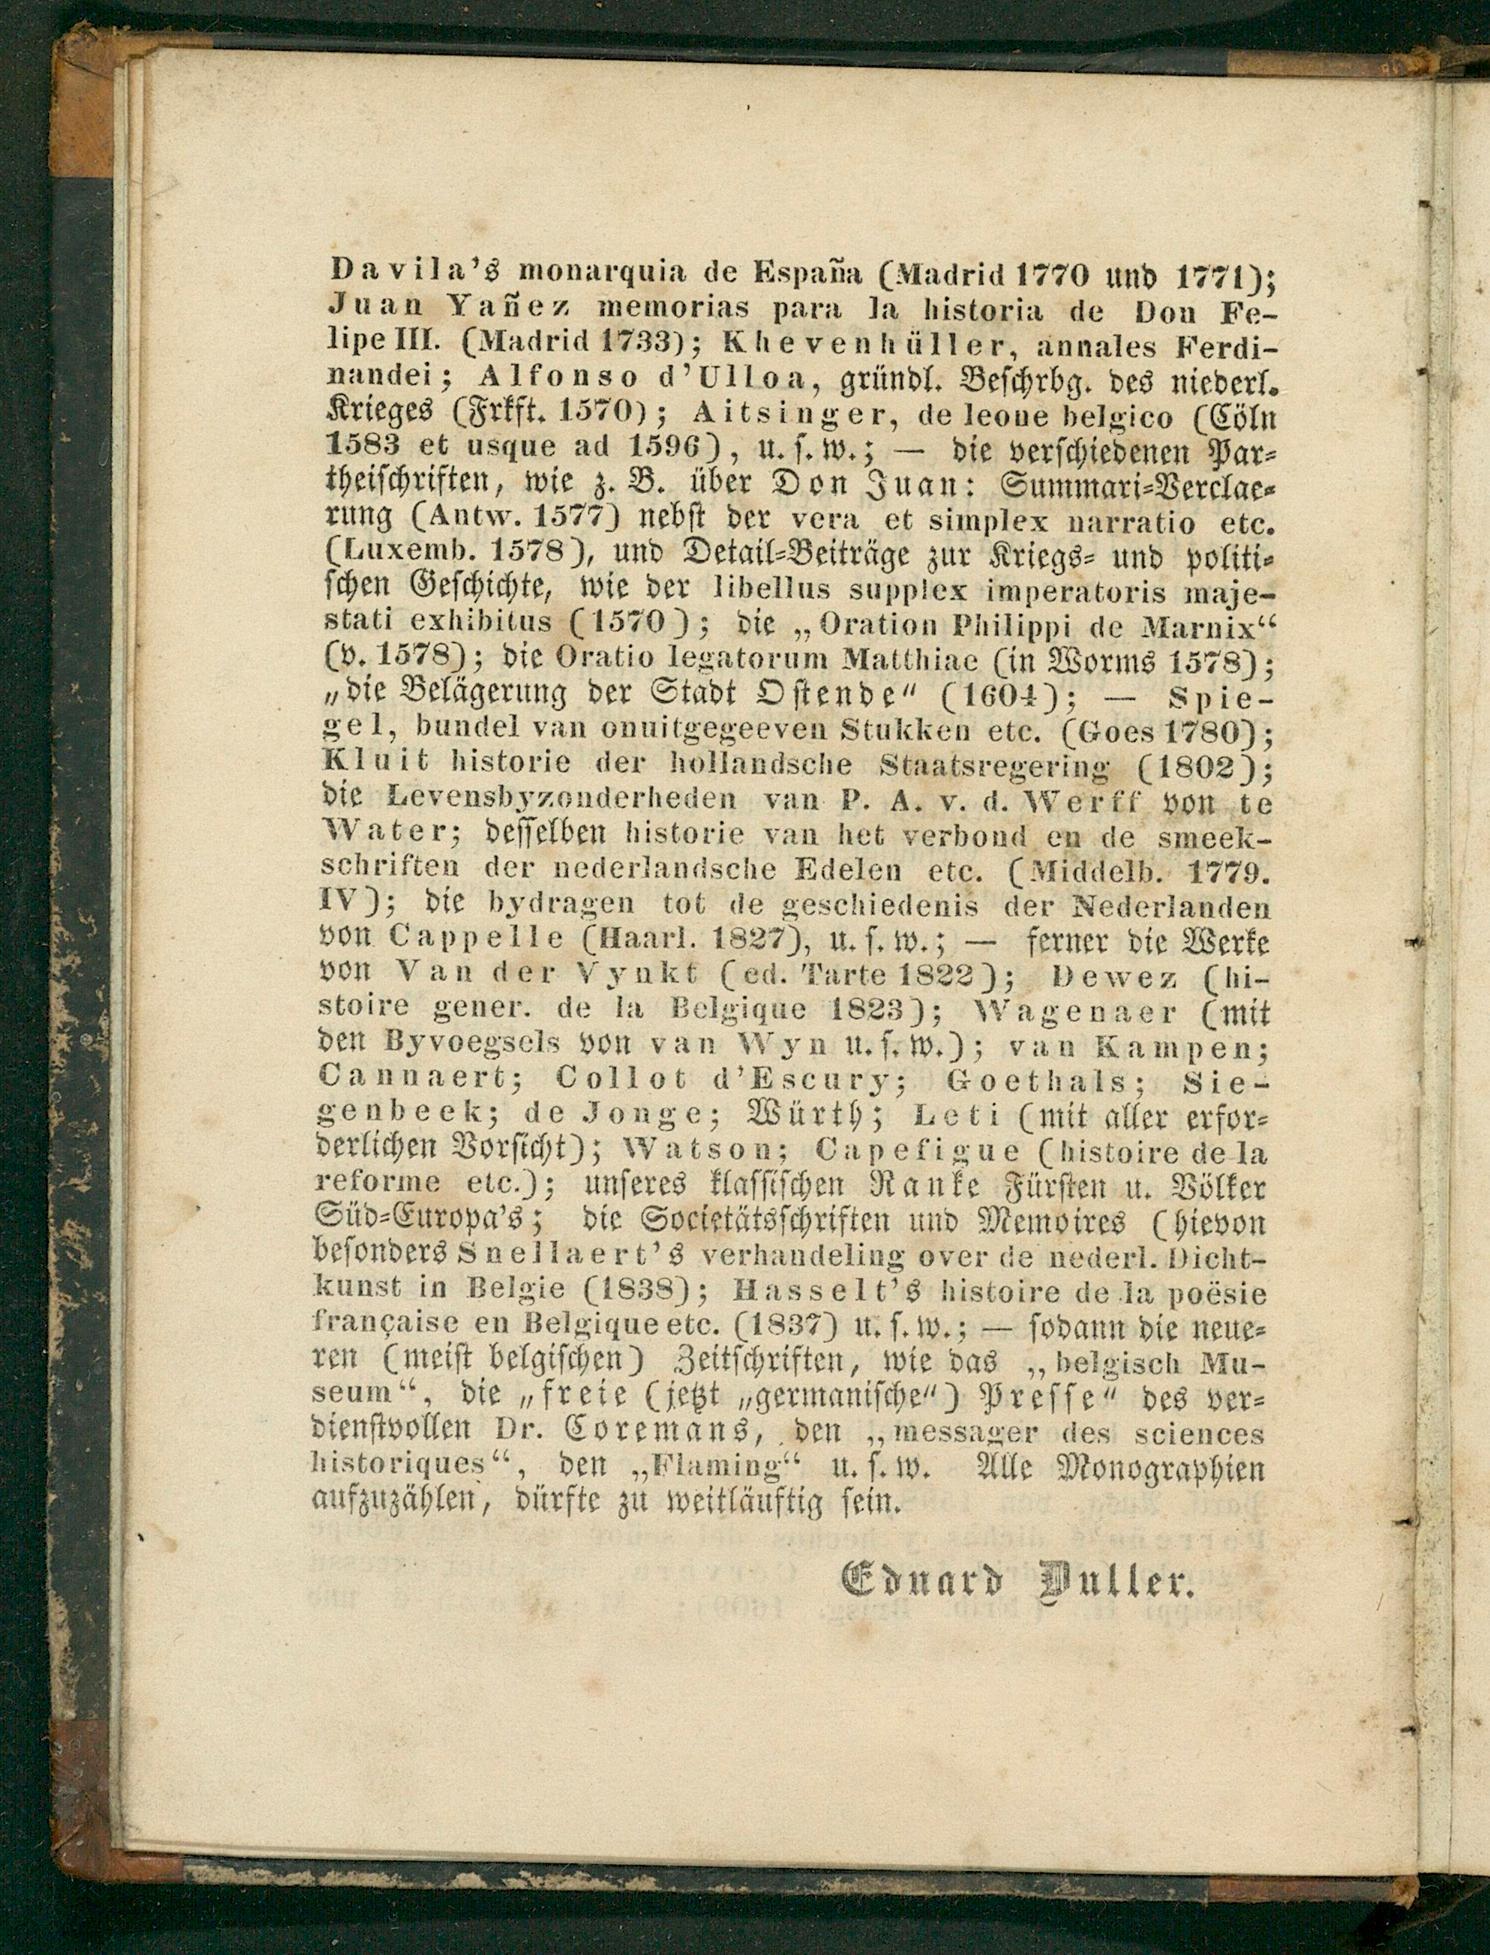 Davila's monarquia de España (Madrid 1770 und 1771);
Juan Yañez memorias para la historia de Don Fe-
lipe III. (Madrid 1733); Khevenhüller, annales Ferdi-
nandei; Alfonso d'Ulloa, gründl. Beschrbg. des niederl.
Krieges (Frkft. 1570); Aitsinger, de leone belgico (Cöln
1583 et usque ad 1596), u. s. w.; — die verschiedenen Par-
theischriften, wie z. B. über Don Juan: Summari-Verclae-
rung (Antw. 1577) nebst der vera et simplex narratio etc.
(Luxemb. 1578), und Detail-Beiträge zur Kriegs- und politi-
schen Geschichte, wie der libellus supplex imperatoris maje-
stati exhibitus (1570); die „Oration Philippi de Marnix“
(v. 1578); die Oratio legatorum Matthiae (in Worms 1578);
„die Belägerung der Stadt Ostende“ (1604); — Spie-
gel, bundel van onuitgegeeven Stukken etc. (Goes 1780);
Kluit historie der hollandsche Staatsregering (1802);
die Levensbyzonderheden van P. A. v. d. Werff von te
Water; desselben historie van het verbond en de smeek-
schriften der nederlandsche Edelen etc. (Middelb. 1779.
IV); die bydragen tot de geschiedenis der Nederlanden
von Cappelle (Haarl. 1827), u. s. w.; — ferner die Werke
von Van der Vynkt (ed. Tarte 1822); Dewez (hi-
stoire gener. de la Belgique 1823); Wagenaer (mit
den Byvoegsels von van Wyn u. s. w.); van Kampen;
Cannaert; Collot d'Escury; Goethals; Sie-
genbeek; de Jonge; Würth; Leti (mit aller erfor-
derlichen Vorsicht); Watson; Capefigue (histoire de la
reforme etc.); unseres klassischen Ranke Fürsten u. Völker
Süd-Europa's; die Societätsschriften und Memoires (hievon
besonders Snellaert's verhandeling over de nederl. Dicht-
kunst in Belgie (1838); Hasselt's histoire de la poësie
française en Belgique etc. (1837) u. s. w.; — sodann die neue-
ren (meist belgischen) Zeitschriften, wie das „belgisch Mu-
seum“, die „freie (jetzt „germanische“) Presse“ des ver-
dienstvollen Dr. Coremans, den „messager des sciences
historiques“, den „Flaming“ u. s. w. Alle Monographien
aufzuzählen, dürfte zu weitläuftig sein.
Eduard Duller.